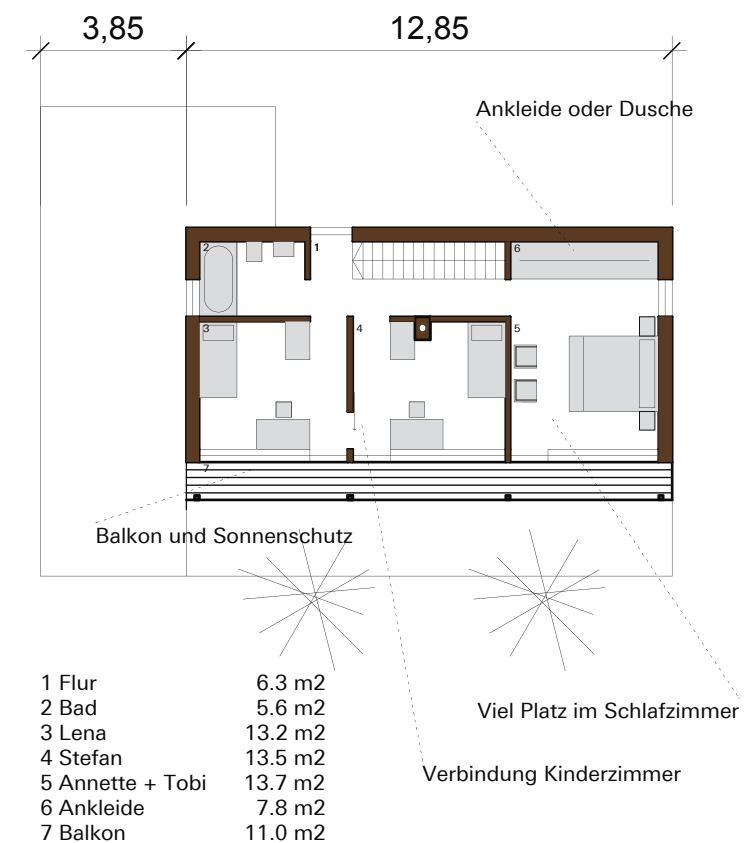 3,85 12,85
Ankleide oder Dusche
2 1 6
3 4 5
7
Balkon und Sonnenschutz
Viel Platz im Schlafzimmer
Verbindung Kinderzimmer
1 Flur 6.3 m2
2 Bad 5.6 m2
3 Lena 13.2 m2
4 Stefan 13.5 m2
5 Annette + Tobi 13.7 m2
6 Ankleide 7.8 m2
7 Balkon 11.0 m2